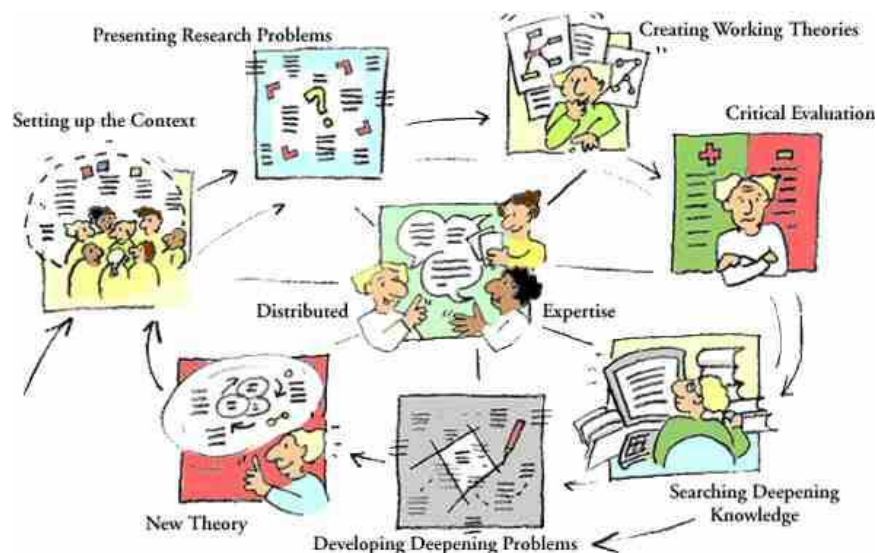 Presenting Research Problems
Creating Working Theories
Setting up the Context
Critical Evaluation
Distributed
Expertise
Searching Deepening
Knowledge
New Theory
Developing Deepening Problems